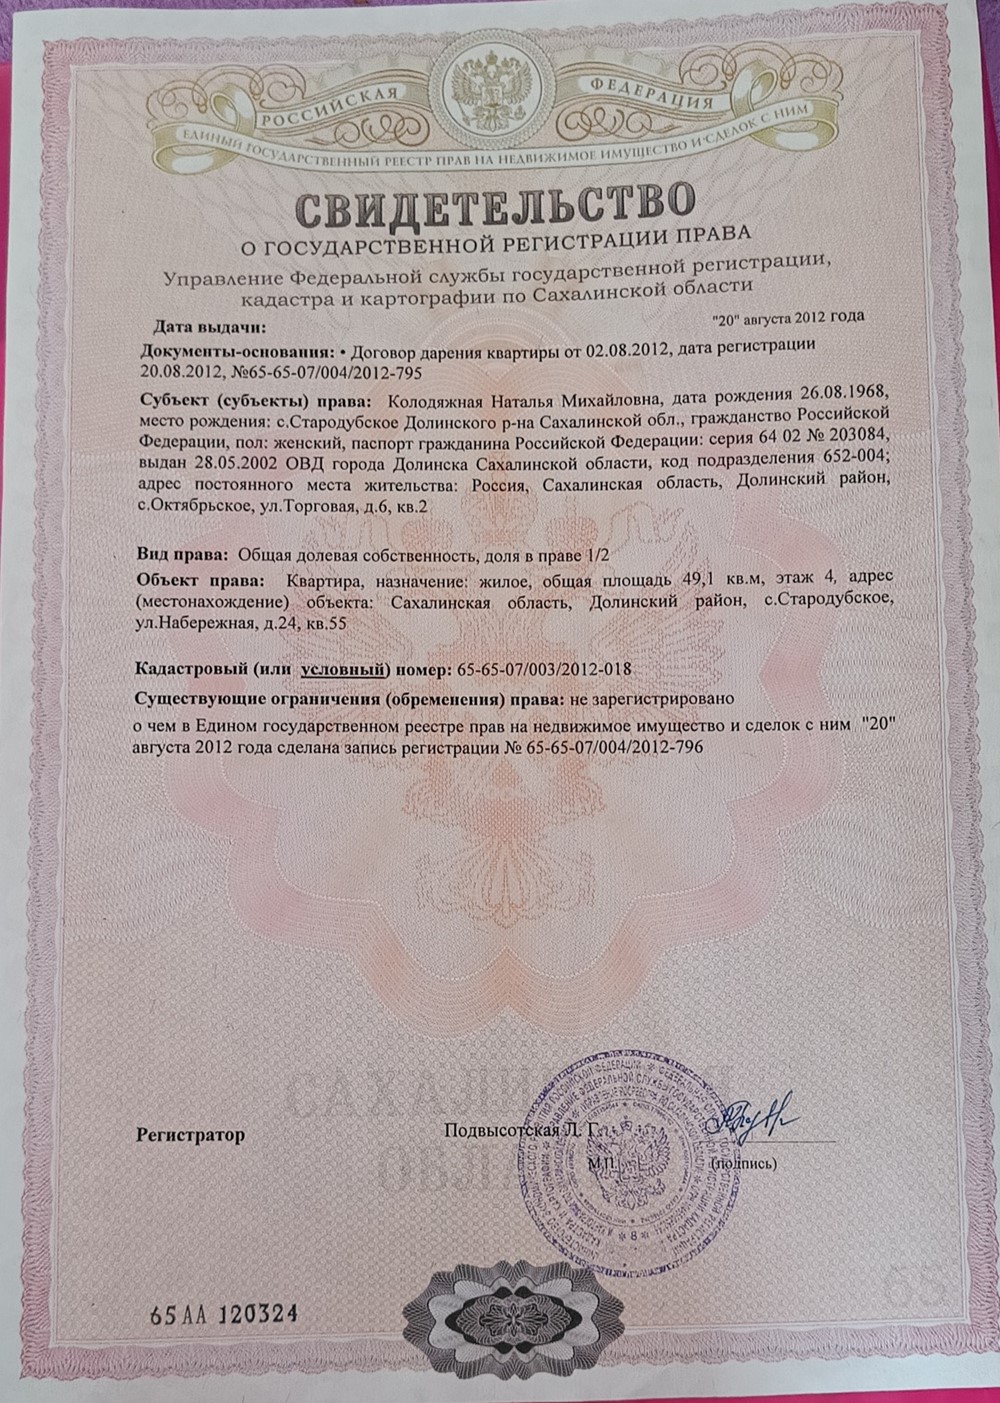 РОССИЙСКАЯ ФЕДЕРАЦИЯ
ЕДИНЫЙ ГОСУДАРСТВЕННЫЙ РЕЕСТР ПРАВ НА НЕДВИЖИМОЕ ИМУЩЕСТВО И СДЕЛОК С НИМ
СВИДЕТЕЛЬСТВО
О ГОСУДАРСТВЕННОЙ РЕГИСТРАЦИИ ПРАВА
Управление Федеральной службы государственной регистрации,
кадастра и картографии по Сахалинской области
Дата выдачи: "20" августа 2012 года
Документы-основания: • Договор дарения квартиры от 02.08.2012, дата регистрации
20.08.2012, №65-65-07/004/2012-795
Субъект (субъекты) права: Колодяжная Наталья Михайловна, дата рождения 26.08.1968,
место рождения: с.Стародубское Долинского р-на Сахалинской обл., гражданство Российской
Федерации, пол: женский, паспорт гражданина Российской Федерации: серия 64 02 № 203084,
выдан 28.05.2002 ОВД города Долинска Сахалинской области, код подразделения 652-004;
адрес постоянного места жительства: Россия, Сахалинская область, Долинский район,
с.Октябрьское, ул.Торговая, д.6, кв.2
Вид права: Общая долевая собственность, доля в праве 1/2
Объект права: Квартира, назначение: жилое, общая площадь 49,1 кв.м, этаж 4, адрес
(местонахождение) объекта: Сахалинская область, Долинский район, с.Стародубское,
ул.Набережная, д.24, кв.55
Кадастровый (или условный) номер: 65-65-07/003/2012-018
Существующие ограничения (обременения) права: не зарегистрировано
о чем в Едином государственном реестре прав на недвижимое имущество и сделок с ним "20"
августа 2012 года сделана запись регистрации № 65-65-07/004/2012-796
Регистратор Подвысотская Л. Г.
М.П. (подпись)
65 АА 120324